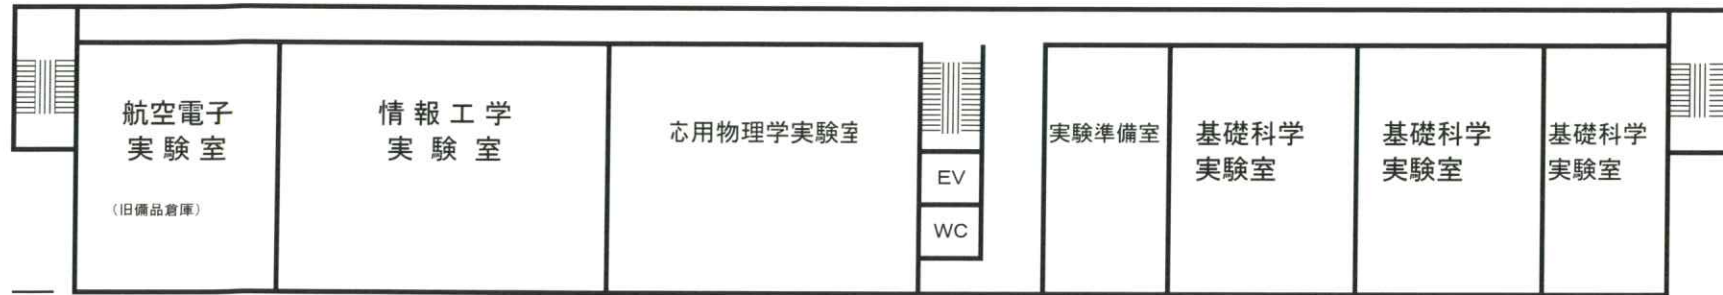 航空電子
実験室
(旧備品倉庫)
情報工学
実験室
応用物理学実験室
EV
WC
実験準備室
基礎科学
実験室
基礎科学
実験室
基礎科学
実験室